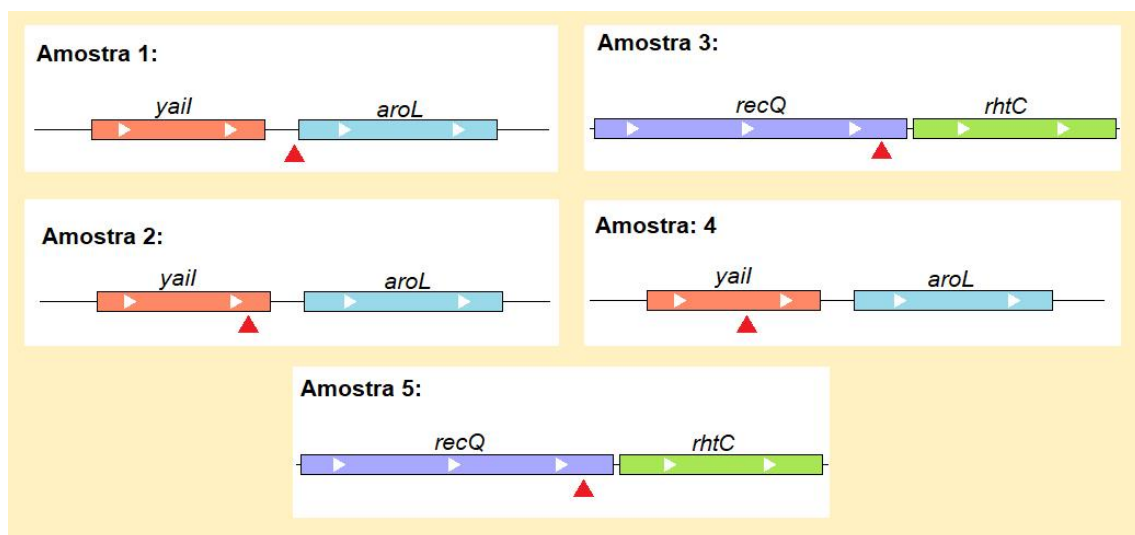 Amostra 1:
yaiI aroL
Amostra 2:
yaiI aroL
Amostra 3:
recQ rhtC
Amostra: 4
yaiI aroL
Amostra 5:
recQ rhtC